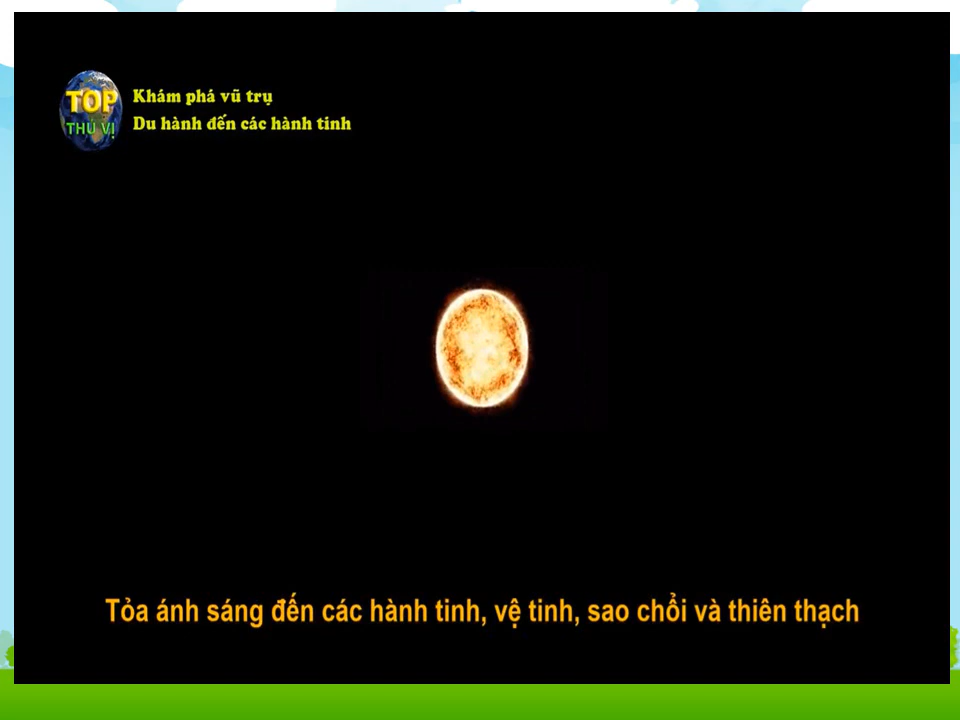 TOP
THÚ VỊ
Khám phá vũ trụ
Du hành đến các hành tinh
Tỏa ánh sáng đến các hành tinh, vệ tinh, sao chổi và thiên thạch